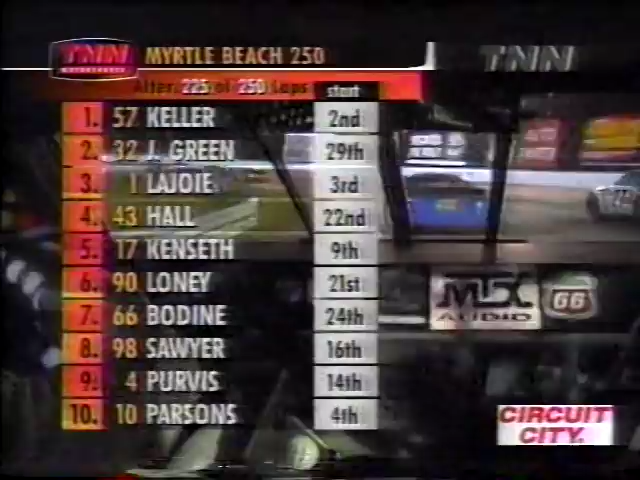 TNN MYRTLE BEACH 250 TNN
After 225 of 250 Laps start
1. 57 KELLER 2nd
2. 32 J. GREEN 29th
3. 1 LAJOIE 3rd
4. 43 HALL 22nd
5. 17 KENSETH 9th
6. 90 LONEY 21st
7. 66 BODINE 24th
8. 98 SAWYER 16th
9. 4 PURVIS 14th
10. 10 PARSONS 4th
MTX
AUDIO
66
CIRCUIT
CITY.